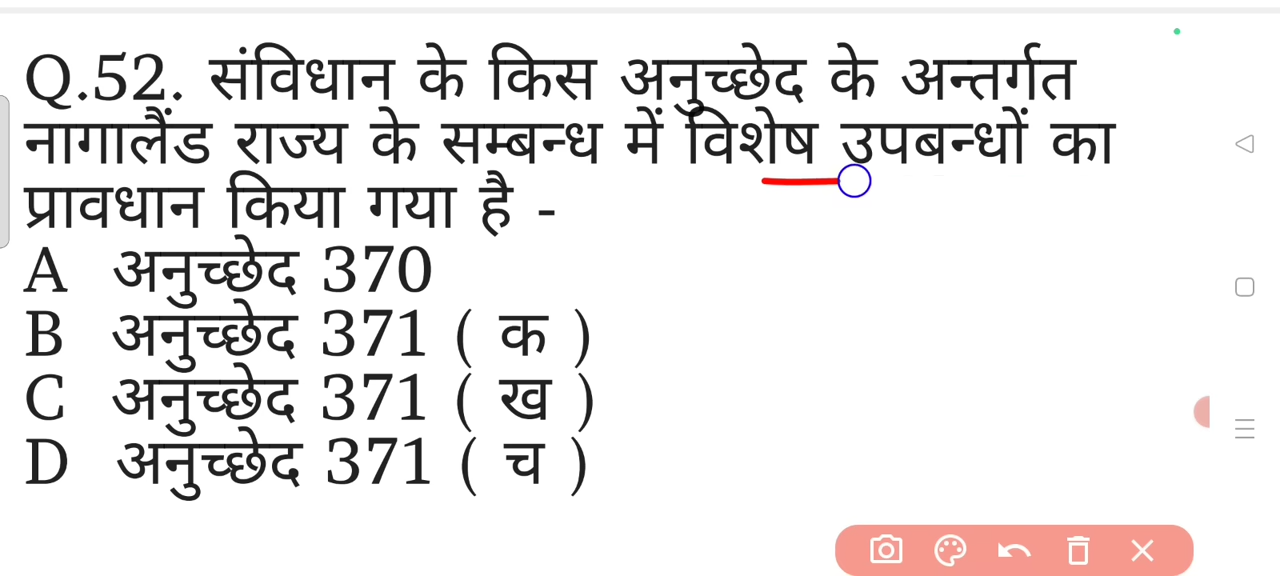 Q.52. संविधान के किस अनुच्छेद के अन्तर्गत
नागालैंड राज्य के सम्बन्ध में विशेष उपबन्धों का
प्रावधान किया गया है -
A अनुच्छेद 370
B अनुच्छेद 371 ( क )
C अनुच्छेद 371 ( ख )
D अनुच्छेद 371 ( च )